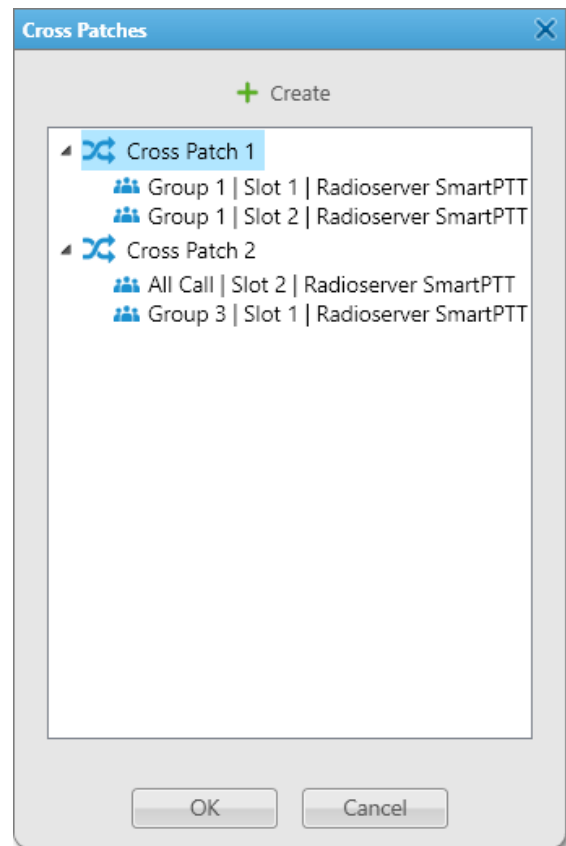 Cross Patches
Create
Cross Patch 1
Group 1 | Slot 1 | Radioserver SmartPTT
Group 1 | Slot 2 | Radioserver SmartPTT
Cross Patch 2
All Call | Slot 2 | Radioserver SmartPTT
Group 3 | Slot 1 | Radioserver SmartPTT
OK Cancel